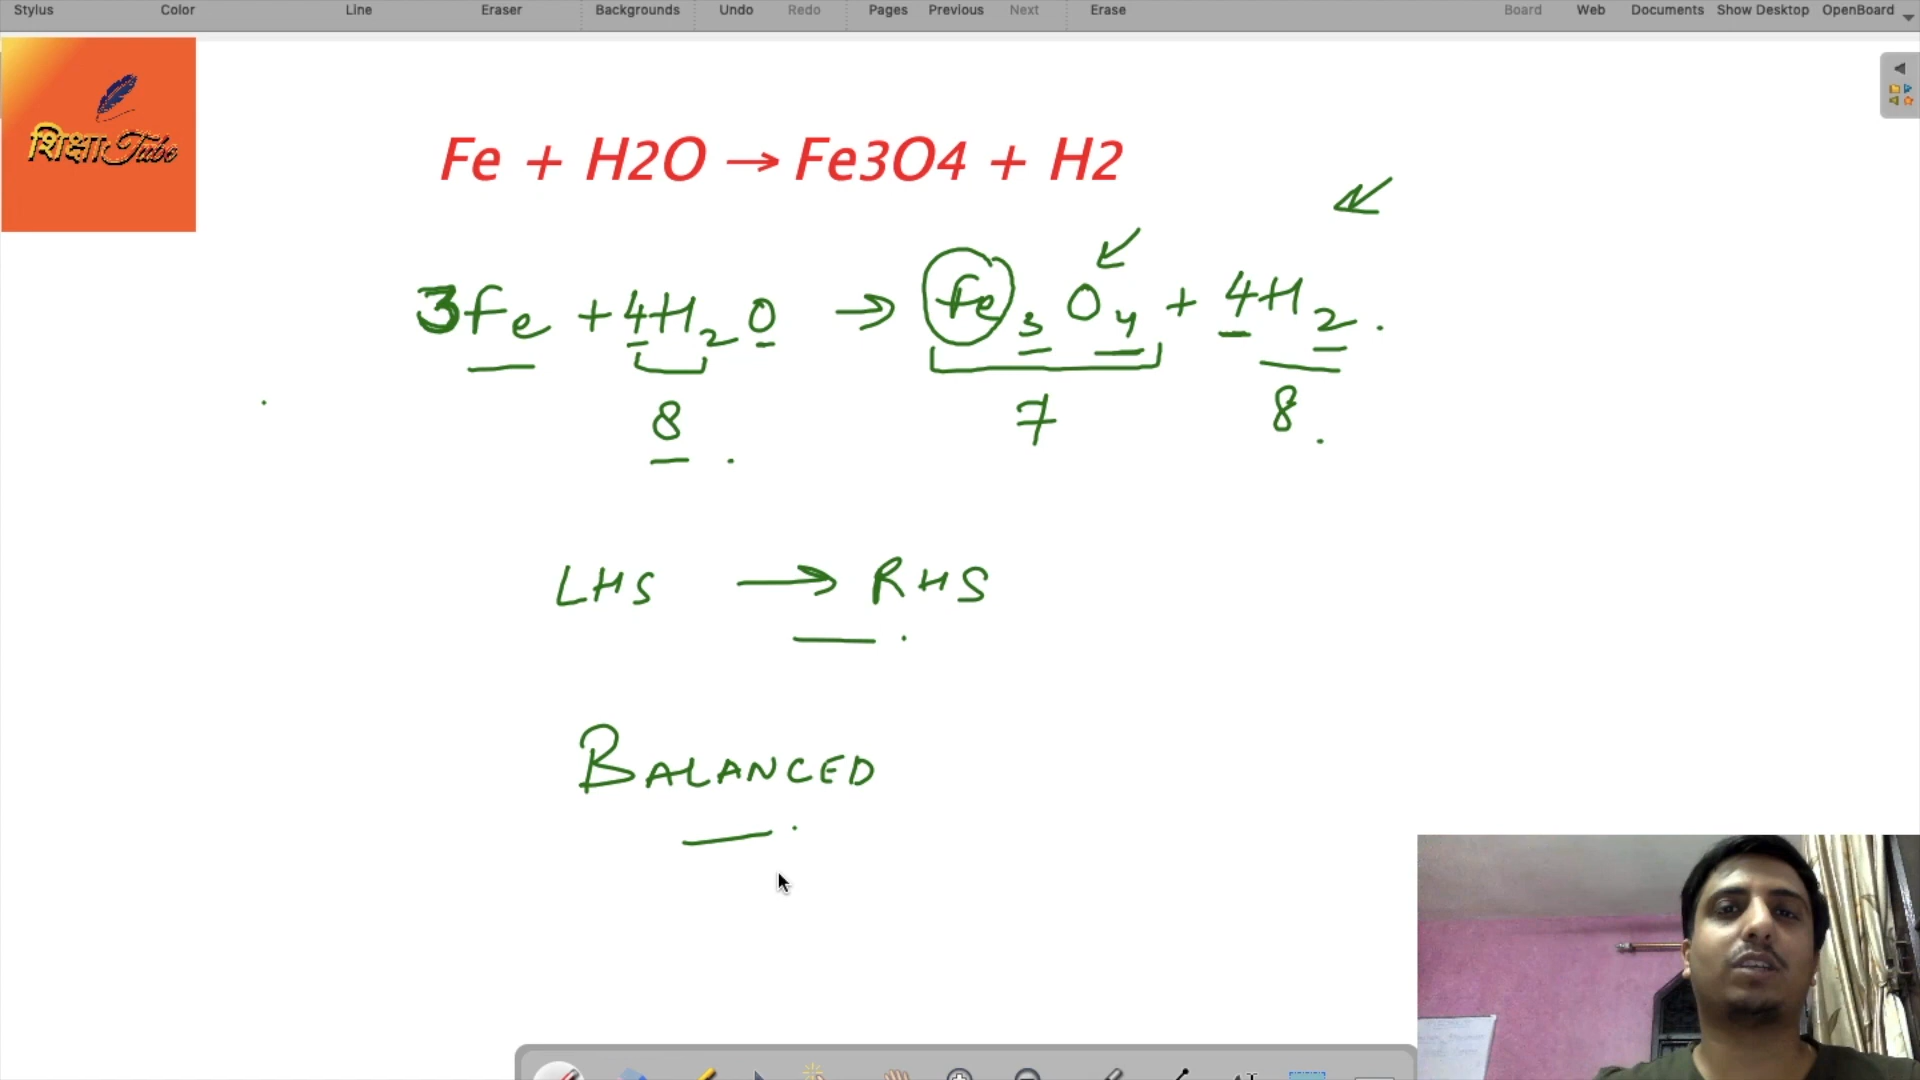 Stylus Color Line Eraser Backgrounds Undo Redo Pages Previous Next Erase Board Web Documents Show Desktop OpenBoard
शिक्षा Tube
Fe + H2O → Fe3O4 + H2
3Fe + 4H2O → Fe3O4 + 4H2.
8 7 8
LHS → RHS
BALANCED